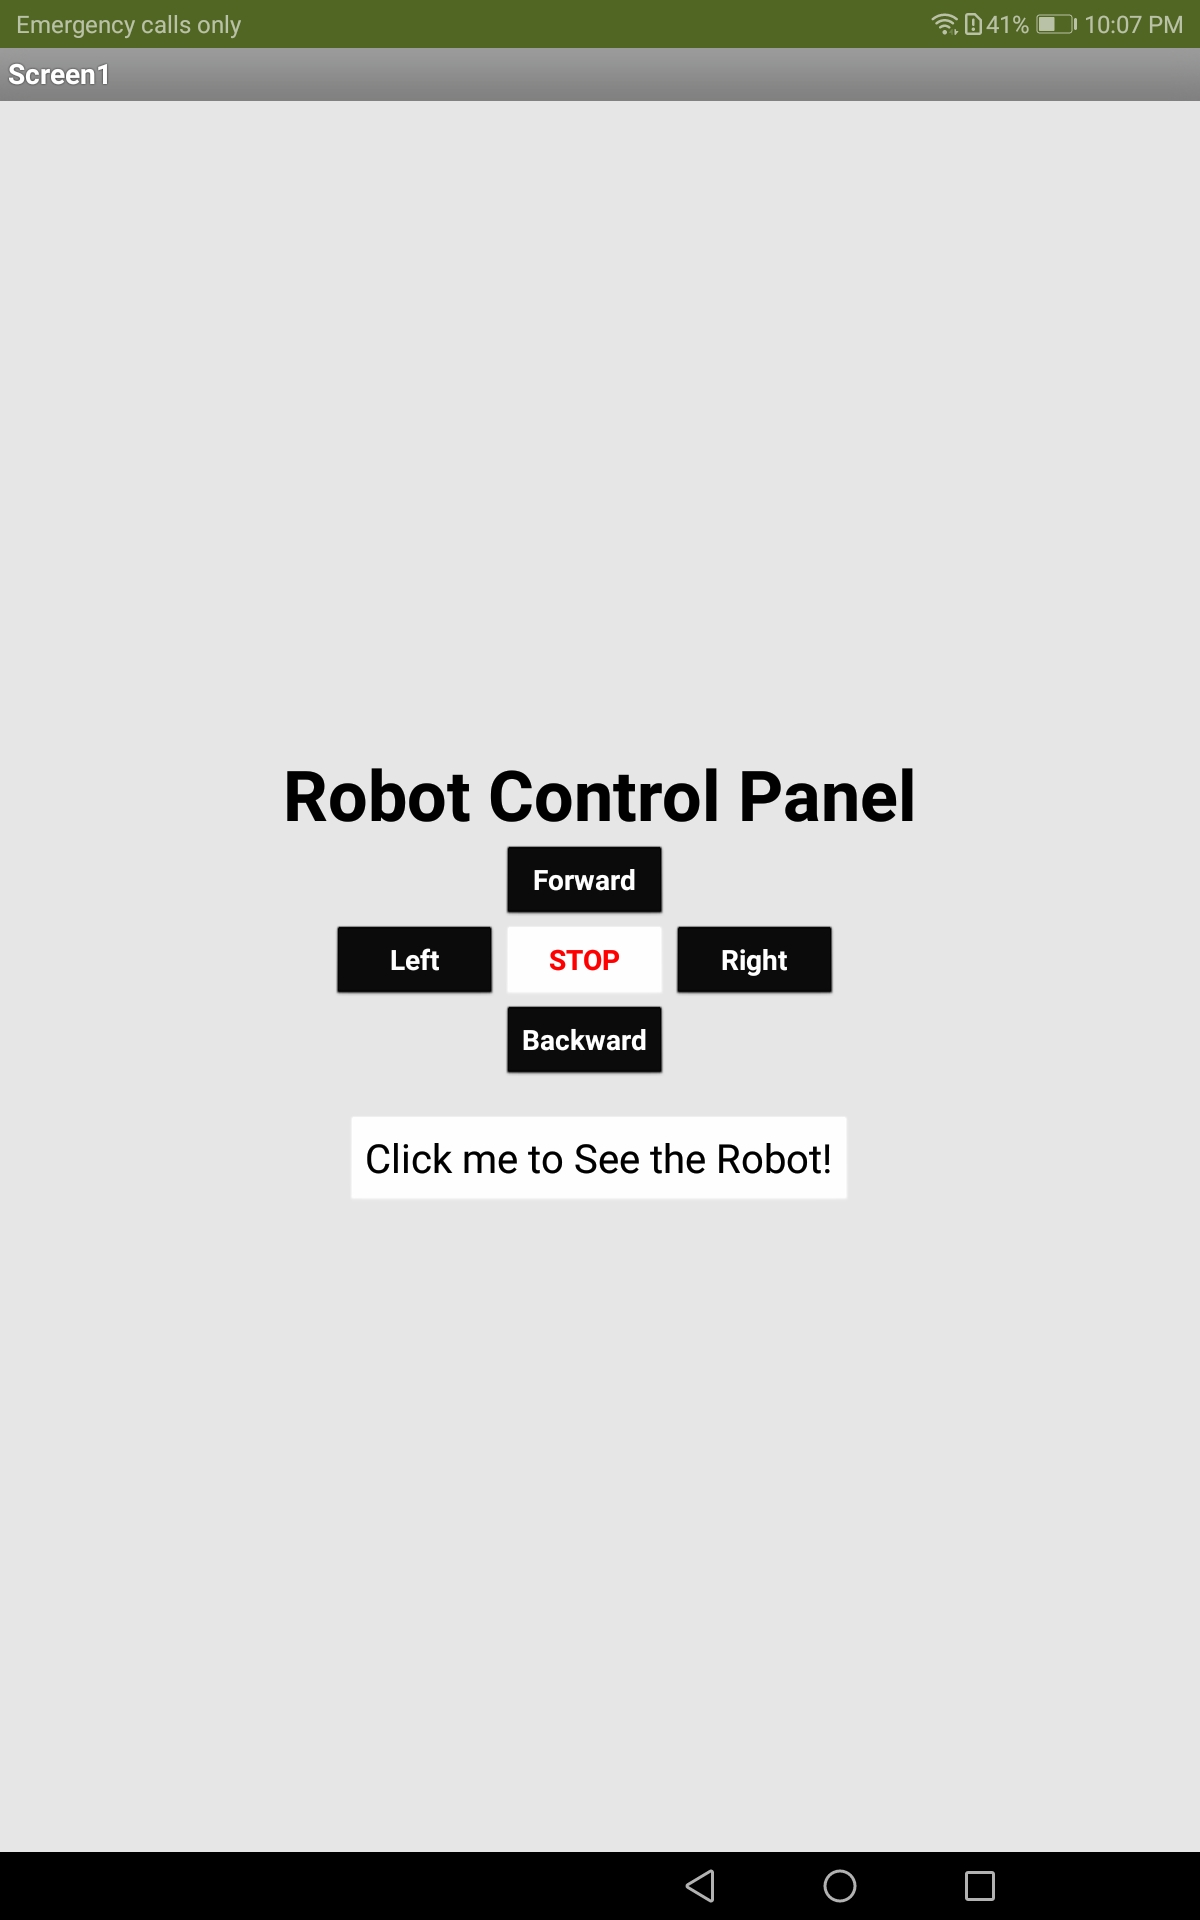 Emergency calls only 41% 10:07 PM
Screen1
Robot Control Panel
Forward
Left STOP Right
Backward
Click me to See the Robot!